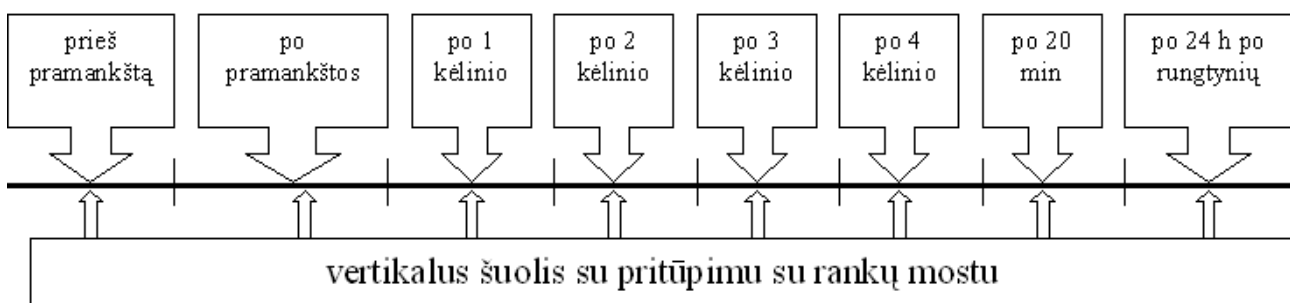 prieš
pramankštą
po
pramankštos
po 1
kėlinio
po 2
kėlinio
po 3
kėlinio
po 4
kėlinio
po 20
min
po 24 h po
rungtynių
vertikalus šuolis su pritūpimu su rankų mostu